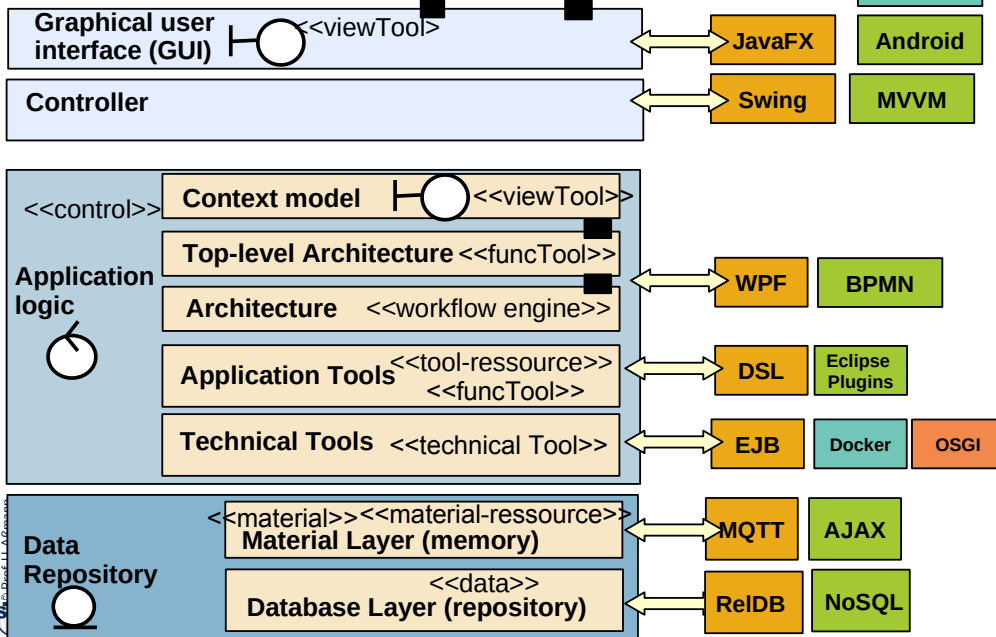 Graphical user
interface (GUI)
<<viewTool>
JavaFX
Android
Controller
Swing
MVVM
<<control>>
Context model
<<viewTool>>
Top-level Architecture <<funcTool>>
Application
logic
WPF
BPMN
Architecture <<workflow engine>>
Application Tools
<<tool-ressource>>
<<funcTool>>
DSL
Eclipse
Plugins
Technical Tools <<technical Tool>>
EJB
Docker
OSGI
<<material>> <<material-ressource>>
Material Layer (memory)
MQTT
AJAX
Data
Repository
<<data>>
Database Layer (repository)
RelDB
NoSQL
© Prof. U. Aßmann